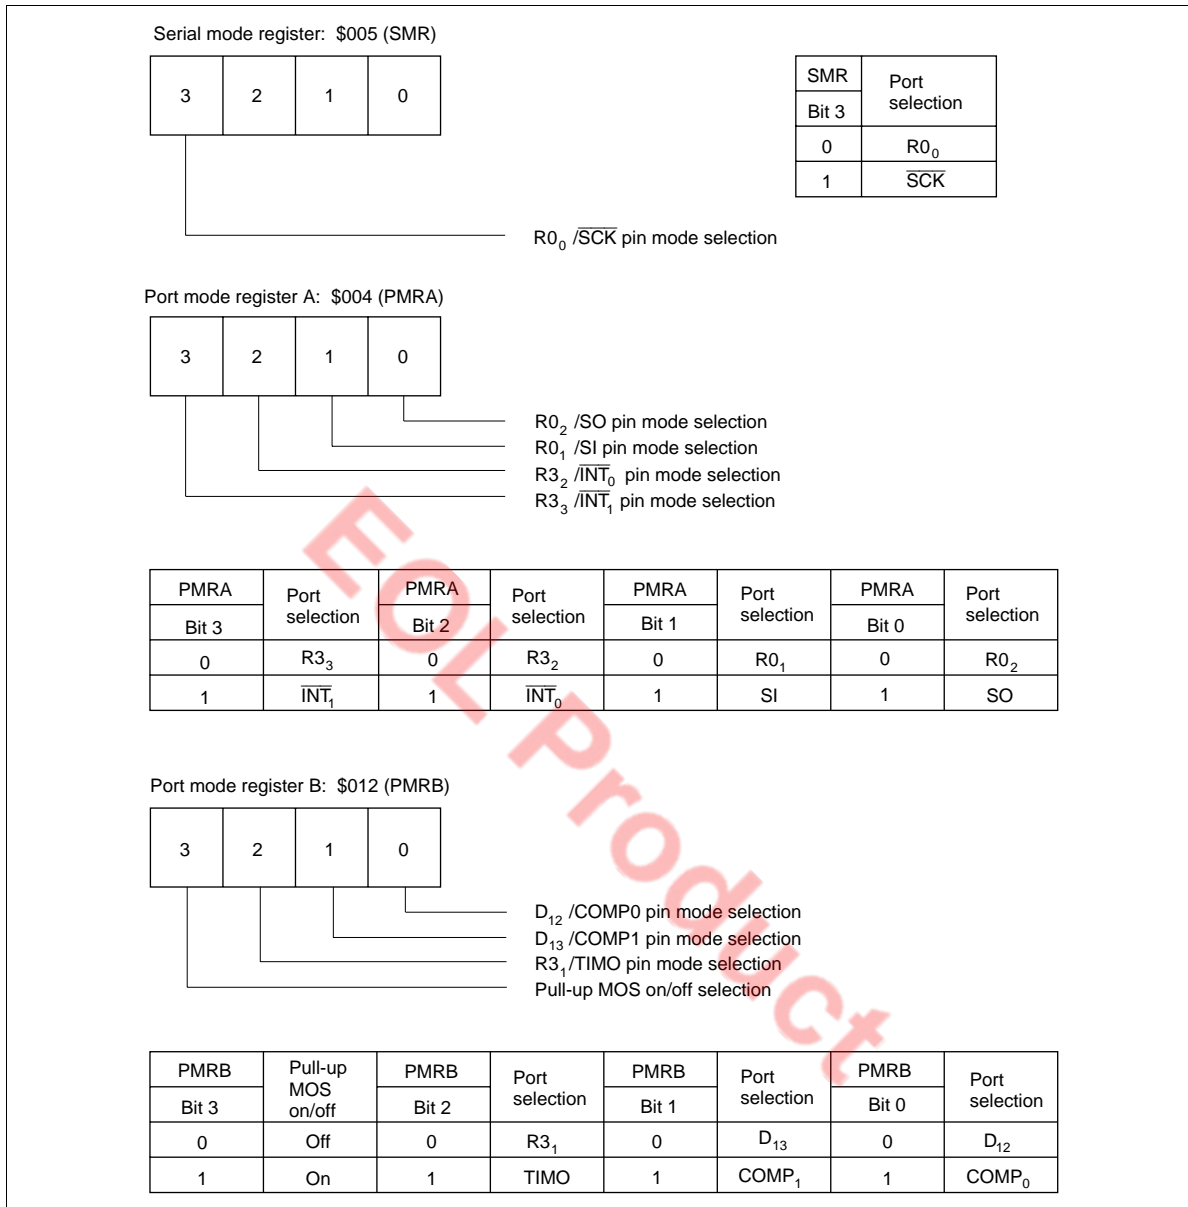 Serial mode register: $005 (SMR)
3 2 1 0
SMR Port selection
Bit 3
0 R0₀
1 S̅C̅K̅
R0₀ /S̅C̅K̅ pin mode selection
Port mode register A: $004 (PMRA)
3 2 1 0
R0₂ /SO pin mode selection
R0₁ /SI pin mode selection
R3₂ /I̅N̅T̅₀ pin mode selection
R3₃ /I̅N̅T̅₁ pin mode selection
PMRA Port selection PMRA Port selection PMRA Port selection PMRA Port selection
Bit 3 Bit 2 Bit 1 Bit 0
0 R3₃ 0 R3₂ 0 R0₁ 0 R0₂
1 I̅N̅T̅₁ 1 I̅N̅T̅₀ 1 SI 1 SO
Port mode register B: $012 (PMRB)
3 2 1 0
D₁₂ /COMP0 pin mode selection
D₁₃ /COMP1 pin mode selection
R3₁/TIMO pin mode selection
Pull-up MOS on/off selection
PMRB Pull-up MOS on/off PMRB Port selection PMRB Port selection PMRB Port selection
Bit 3 Bit 2 Bit 1 Bit 0
0 Off 0 R3₁ 0 D₁₃ 0 D₁₂
1 On 1 TIMO 1 COMP₁ 1 COMP₀
EOL Product